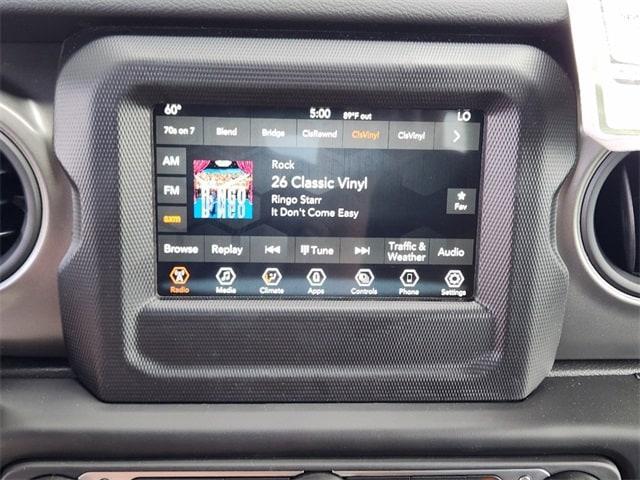 60° 5:00 89°F out LO
70s on 7 Blend Bridge ClsRewnd ClsVinyl ClsVinyl
AM
FM
sxm
RINGO
Rock
26 Classic Vinyl
Ringo Starr
It Don't Come Easy
Fav
Browse Replay Tune Traffic & Weather Audio
Radio Media Climate Apps Controls Phone Settings